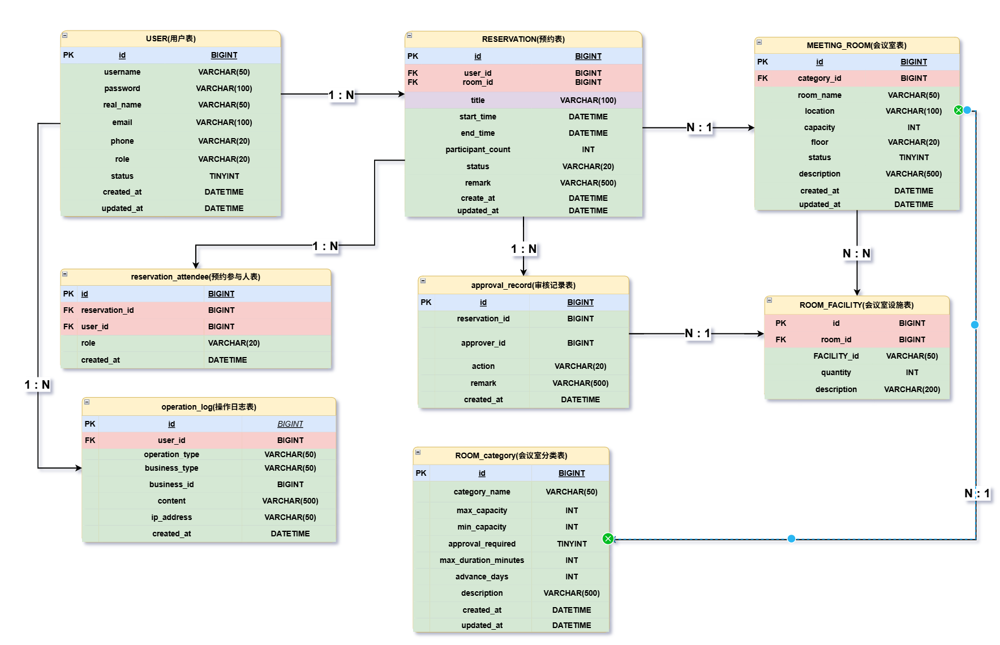 USER(用户表)
PK id BIGINT
username VARCHAR(50)
password VARCHAR(100)
real_name VARCHAR(50)
email VARCHAR(100)
phone VARCHAR(20)
role VARCHAR(20)
status TINYINT
created_at DATETIME
updated_at DATETIME
1 : N
RESERVATION(预约表)
PK id BIGINT
FK user_id BIGINT
FK room_id BIGINT
title VARCHAR(100)
start_time DATETIME
end_time DATETIME
participant_count INT
status VARCHAR(20)
remark VARCHAR(500)
create_at DATETIME
updated_at DATETIME
N : 1
MEETING_ROOM(会议室表)
PK id BIGINT
FK category_id BIGINT
room_name VARCHAR(50)
location VARCHAR(100)
capacity INT
floor VARCHAR(20)
status TINYINT
description VARCHAR(500)
created_at DATETIME
updated_at DATETIME
1 : N
1 : N
N : N
reservation_attendee(预约参与人表)
PK id BIGINT
FK reservation_id BIGINT
FK user_id BIGINT
role VARCHAR(20)
created_at DATETIME
approval_record(审核记录表)
PK id BIGINT
reservation_id BIGINT
approver_id BIGINT
action VARCHAR(20)
remark VARCHAR(500)
created_at DATETIME
N : 1
ROOM_FACILITY(会议室设施表)
PK id BIGINT
FK room_id BIGINT
FACILITY_id VARCHAR(50)
quantity INT
description VARCHAR(200)
1 : N
operation_log(操作日志表)
PK id BIGINT
FK user_id BIGINT
operation_type VARCHAR(50)
business_type VARCHAR(50)
business_id BIGINT
content VARCHAR(500)
ip_address VARCHAR(50)
created_at DATETIME
ROOM_category(会议室分类表)
PK id BIGINT
category_name VARCHAR(50)
max_capacity INT
min_capacity INT
approval_required TINYINT
max_duration_minutes INT
advance_days INT
description VARCHAR(500)
created_at DATETIME
updated_at DATETIME
N : 1